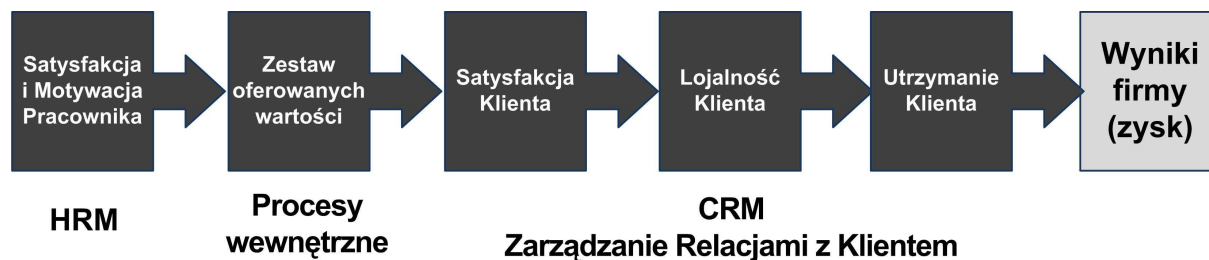 Satysfakcja
i Motywacja
Pracownika
Zestaw
oferowanych
wartości
Satysfakcja
Klienta
Lojalność
Klienta
Utrzymanie
Klienta
Wyniki
firmy
(zysk)
HRM
Procesy
wewnętrzne
CRM
Zarządzanie Relacjami z Klientem